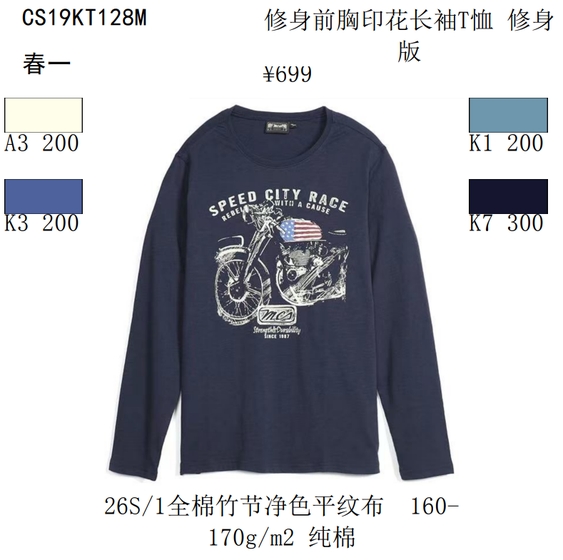 CS19KT128M
修身前胸印花长袖T恤 修身
版
春一
¥699
A3 200
K1 200
K3 200
K7 300
SPEED CITY RACE
REBEL WITH A CAUSE
MCS
Strength & Durability
SINCE 1987
26S/1全棉竹节净色平纹布 160-
170g/m2 纯棉